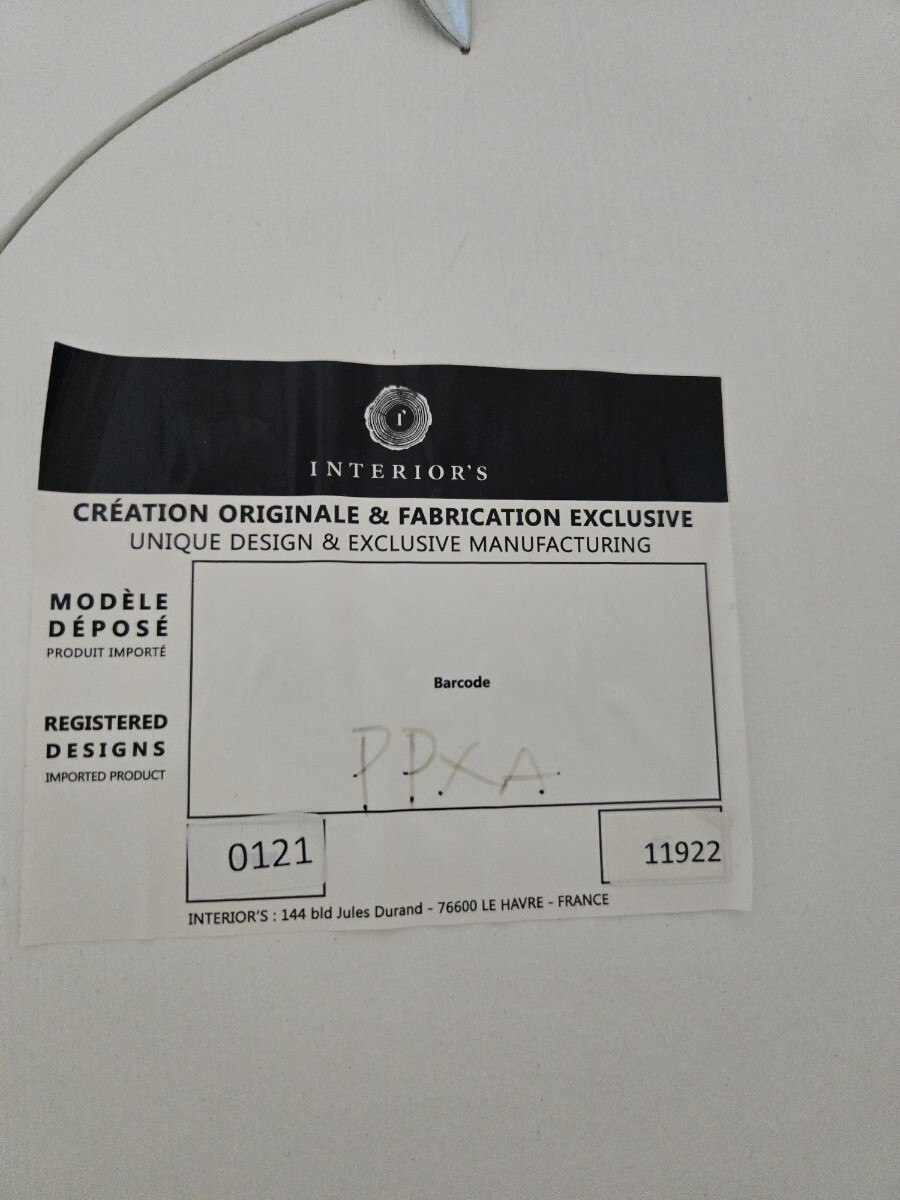 INTERIOR'S
CRÉATION ORIGINALE & FABRICATION EXCLUSIVE
UNIQUE DESIGN & EXCLUSIVE MANUFACTURING
MODÈLE
DÉPOSÉ
PRODUIT IMPORTÉ
REGISTERED
DESIGNS
IMPORTED PRODUCT
Barcode
PPXA
0121
11922
INTERIOR'S : 144 bld Jules Durand - 76600 LE HAVRE - FRANCE